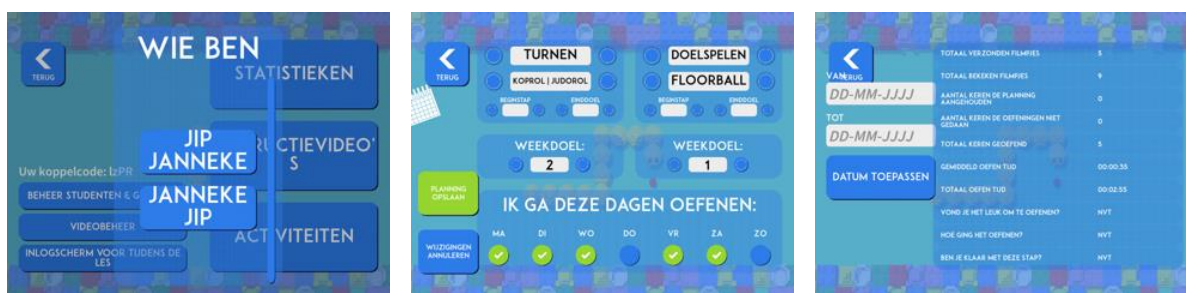 WIE BEN
TERUG
STATISTIEKEN
JIP
JANNEKE
JANNEKE
JIP
UCTIEVIDEO'
S
Uw koppelcode: lzPR
BEHEER STUDENTEN & G
VIDEOBEHEER
INLOGSCHERM VOOR TIJDENS DE
LES
ACTIVITEITEN
TERUG
TURNEN
KOPROL | JUDOROL
BEGINSTAP EINDDOEL
DOELSPELEN
FLOORBALL
BEGINSTAP EINDDOEL
WEEKDOEL:
2
WEEKDOEL:
1
PLANNING
OPSLAAN
IK GA DEZE DAGEN OEFENEN:
MA DI WO DO VR ZA ZO
WIJZIGINGEN
ANNULEREN
TERUG
VAN
DD-MM-JJJJ
TOT
DD-MM-JJJJ
DATUM TOEPASSEN
TOTAAL VERZONDEN FILMPJES 5
TOTAAL BEKEKEN FILMPJES 9
AANTAL KEREN DE PLANNING
AANGEHOUDEN 0
AANTAL KEREN DE OEFENINGEN NIET
GEDAAN 0
TOTAAL KEREN GEOEFEND 5
GEMIDDELD OEFEN TIJD 00:00:35
TOTAAL OEFEN TIJD 00:02:55
VOND JE HET LEUK OM TE OEFENEN? NVT
HOE GING HET OEFENEN? NVT
BEN JE KLAAR MET DEZE STAP? NVT